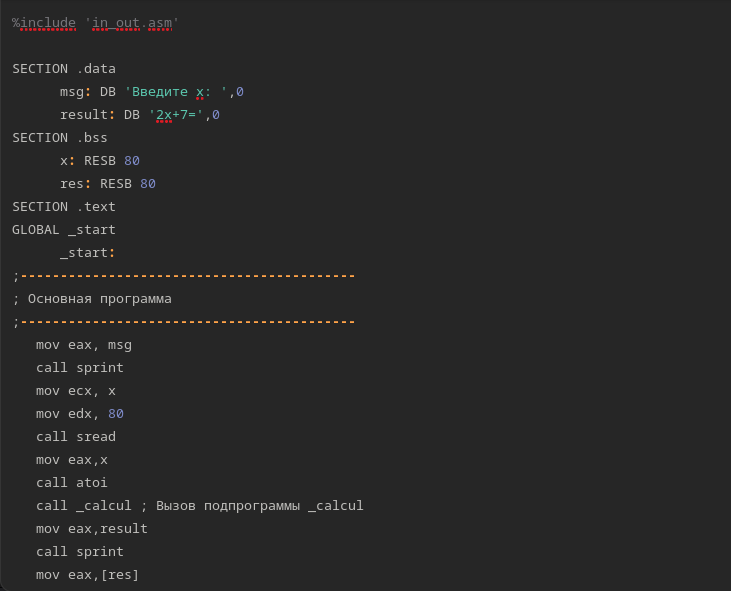 %include 'in_out.asm'
SECTION .data
msg: DB 'Введите x: ',0
result: DB '2x+7=',0
SECTION .bss
x: RESB 80
res: RESB 80
SECTION .text
GLOBAL _start
_start:
;------------------------------------------
; Основная программа
;------------------------------------------
mov eax, msg
call sprint
mov ecx, x
mov edx, 80
call sread
mov eax,x
call atoi
call _calcul ; Вызов подпрограммы _calcul
mov eax,result
call sprint
mov eax,[res]